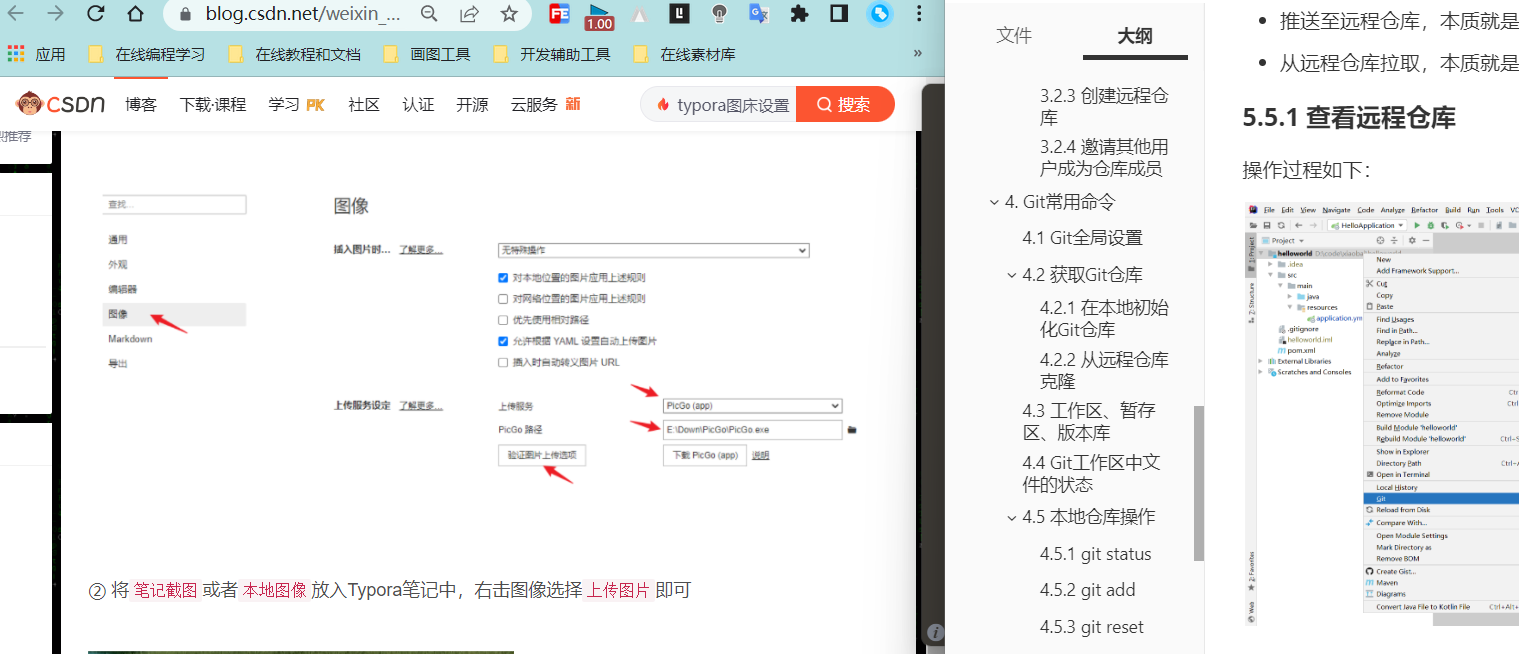 blog.csdn.net/weixin_...
1.00
应用
在线编程学习
在线教程和文档
画图工具
开发辅助工具
在线素材库
»
CSDN
博客
下载·课程
学习 PK
社区
认证
开源
云服务 新
typora图床设置
搜索
推荐
查找...
通用
外观
编辑器
图像
Markdown
导出
图像
插入图片时... 了解更多...
无特殊操作
对本地位置的图片应用上述规则
对网络位置的图片应用上述规则
优先使用相对路径
允许根据 YAML 设置自动上传图片
插入时自动转义图片 URL
上传服务设定 了解更多...
上传服务
PicGo (app)
PicGo 路径
E:\Down\PicGo\PicGo.exe
验证图片上传选项
下载 PicGo (app)
说明
② 将 笔记截图 或者 本地图像 放入Typora笔记中，右击图像选择 上传图片 即可
文件
大纲
3.2.3 创建远程仓
库
3.2.4 邀请其他用
户成为仓库成员
4. Git常用命令
4.1 Git全局设置
4.2 获取Git仓库
4.2.1 在本地初始
化Git仓库
4.2.2 从远程仓库
克隆
4.3 工作区、暂存
区、版本库
4.4 Git工作区中文
件的状态
4.5 本地仓库操作
4.5.1 git status
4.5.2 git add
4.5.3 git reset
推送至远程仓库，本质就是
从远程仓库拉取，本质就是
5.5.1 查看远程仓库
操作过程如下：
File Edit View Navigate Code Analyze Refactor Build Run Tools VC
HelloApplication
Project
1: Project
helloworld
.idea
src
main
java
resources
application.ym
.gitignore
helloworld.iml
pom.xml
External Libraries
Scratches and Consoles
Structure
2: Favorites
Web
New
Add Framework Support...
Cut
Copy
Paste
Find Usages
Find in Path...
Replace in Path...
Analyze
Refactor
Add to Favorites
Reformat Code
Optimize Imports
Remove Module
Build Module 'helloworld'
Rebuild Module 'helloworld'
Show in Explorer
Directory Path
Open in Terminal
Local History
Git
Reload from Disk
Compare With...
Open Module Settings
Mark Directory as
Remove BOM
Create Gist...
Maven
Diagrams
Convert Java File to Kotlin File Ctrl+Alt+